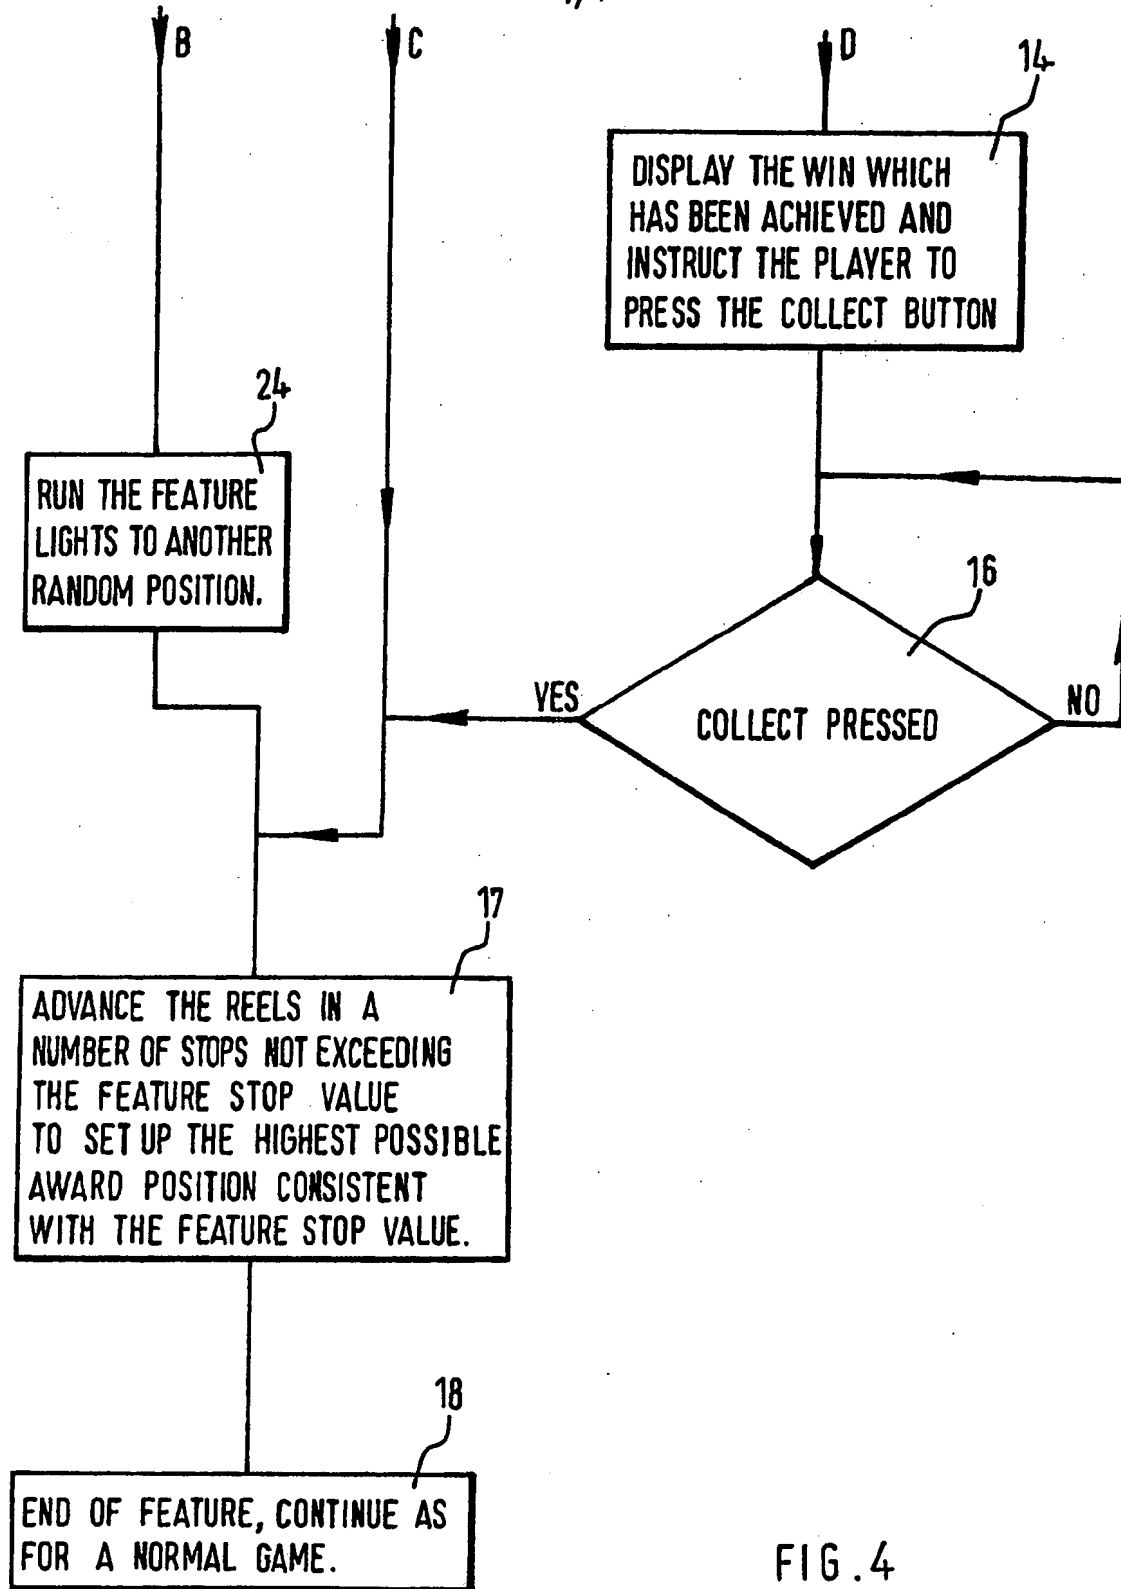 B
C
D
14
DISPLAY THE WIN WHICH
HAS BEEN ACHIEVED AND
INSTRUCT THE PLAYER TO
PRESS THE COLLECT BUTTON
24
RUN THE FEATURE
LIGHTS TO ANOTHER
RANDOM POSITION.
16
YES
COLLECT PRESSED
NO
17
ADVANCE THE REELS IN A
NUMBER OF STOPS NOT EXCEEDING
THE FEATURE STOP VALUE
TO SET UP THE HIGHEST POSSIBLE
AWARD POSITION CONSISTENT
WITH THE FEATURE STOP VALUE.
18
END OF FEATURE, CONTINUE AS
FOR A NORMAL GAME.
FIG.4